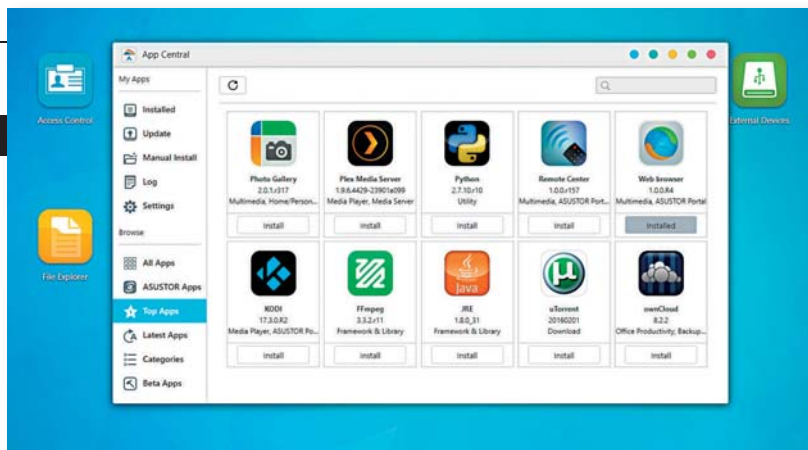 App Central
My Apps
Installed
Update
Manual Install
Log
Settings
Browse
All Apps
ASUSTOR Apps
Top Apps
Latest Apps
Categories
Beta Apps
Access Control
File Explorer
External Devices
Photo Gallery
2.0.1.r317
Multimedia, Home/Person...
Install
Plex Media Server
1.9.6.4429-23901a099
Media Player, Media Server
Install
Python
2.7.10.r10
Utility
Install
Remote Center
1.0.0.r157
Multimedia, ASUSTOR Port...
Install
Web browser
1.0.0.R4
Multimedia, ASUSTOR Portal
Installed
KODI
17.3.0.R2
Media Player, ASUSTOR Po...
Install
FFmpeg
3.3.2.r11
Framework & Library
Install
Java
JRE
1.8.0_31
Framework & Library
Install
µ
uTorrent
20160201
Download
Install
ownCloud
8.2.2
Office Productivity, Backup...
Install